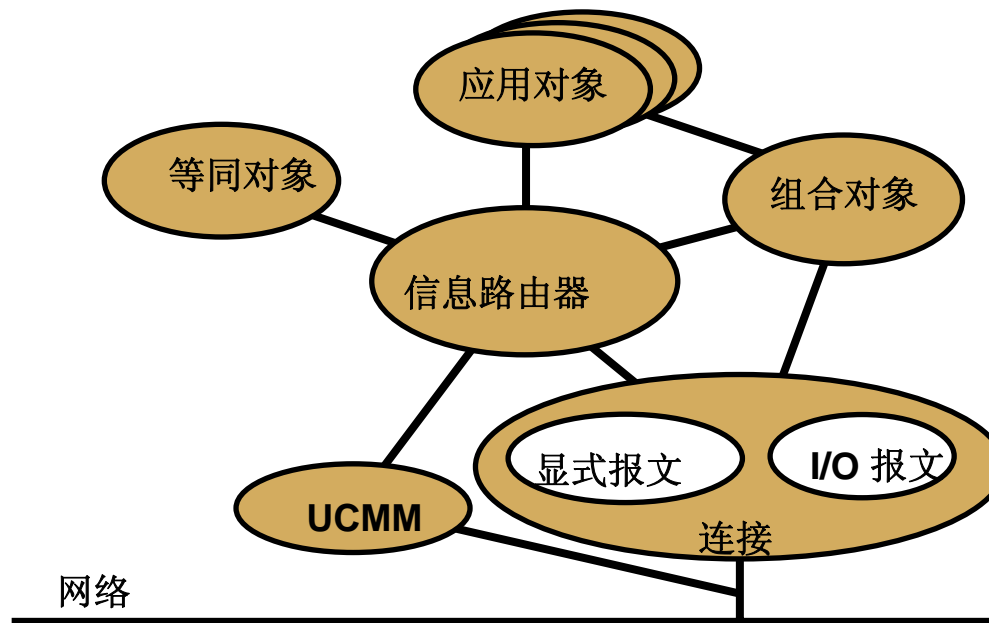 应用对象
等同对象
组合对象
信息路由器
显式报文
I/O 报文
UCMM
连接
网络